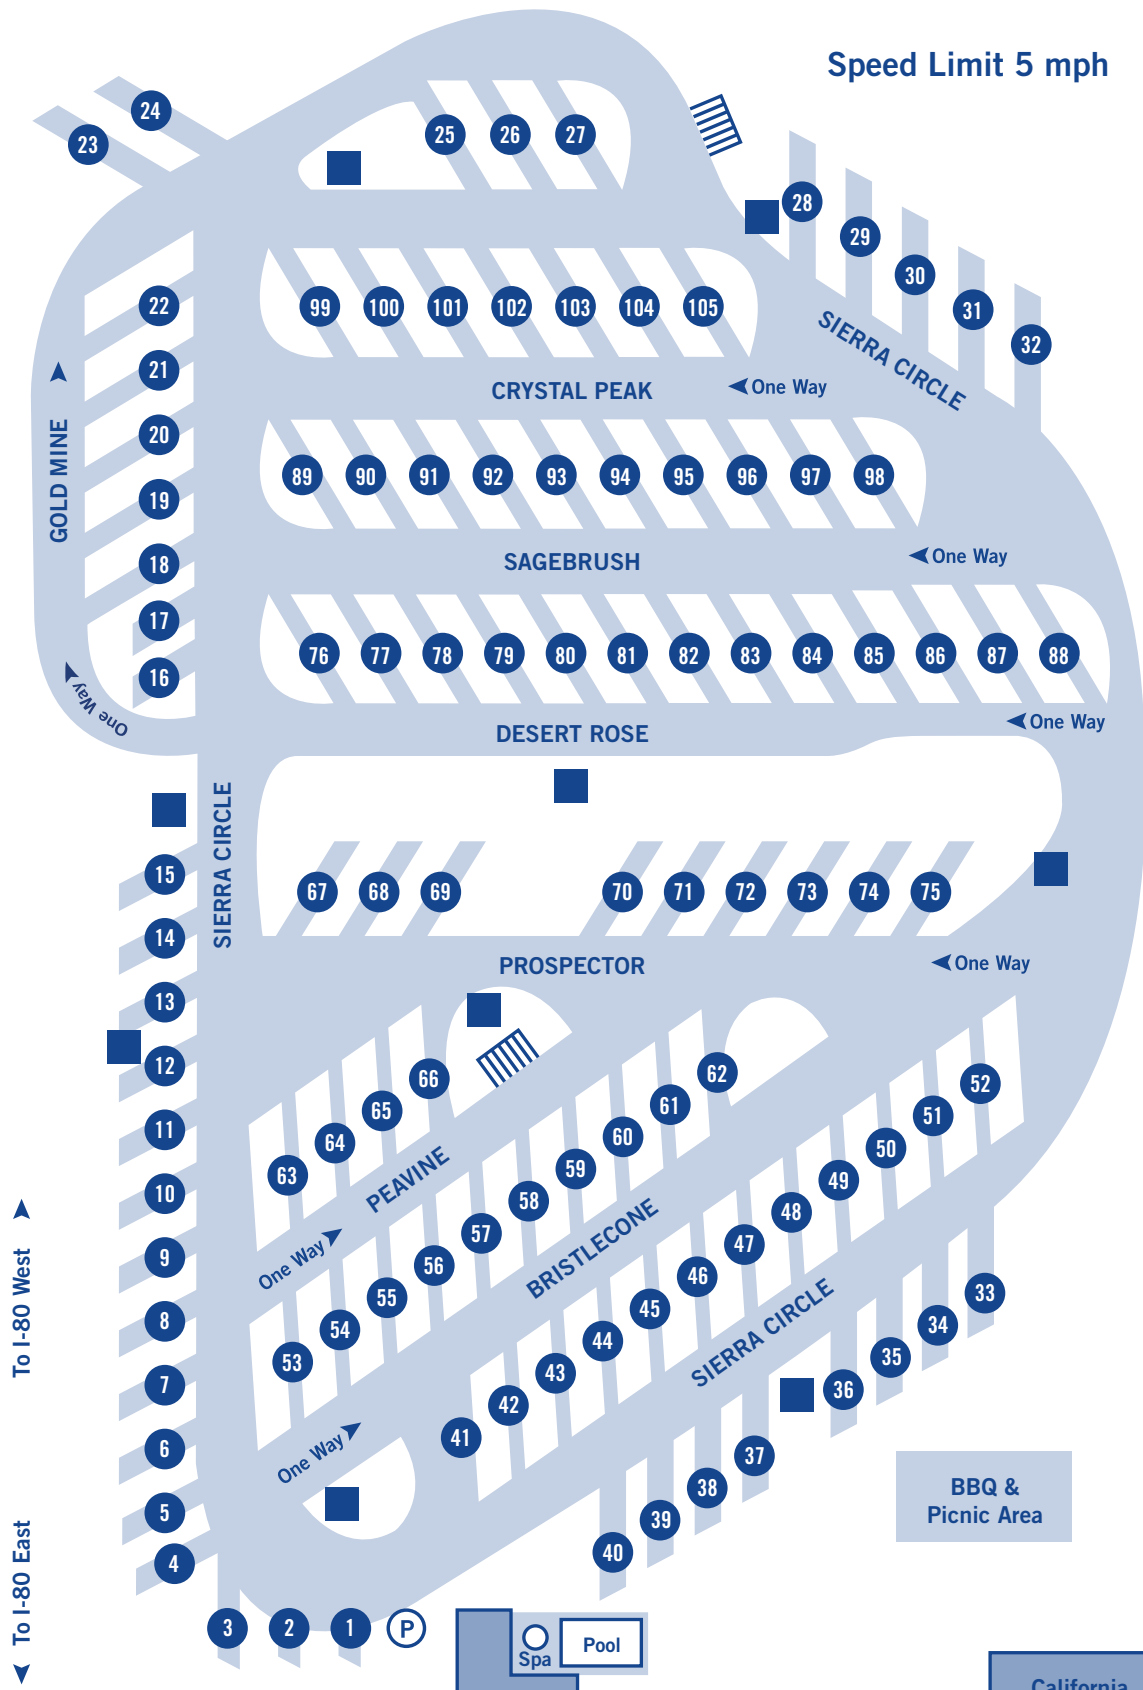 Speed Limit 5 mph
24
23
25 26 27
28
29
30
31
32
22
21
20
19
18
17
16
GOLD MINE
One Way
99 100 101 102 103 104 105
SIERRA CIRCLE
CRYSTAL PEAK
One Way
89 90 91 92 93 94 95 96 97 98
SAGEBRUSH
One Way
76 77 78 79 80 81 82 83 84 85 86 87 88
DESERT ROSE
One Way
SIERRA CIRCLE
67 68 69 70 71 72 73 74 75
PROSPECTOR
One Way
15
14
13
12
11
10
9
8
7
6
5
4
63 64 65 66
PEAVINE
One Way
53 54 55 56 57 58 59 60 61 62
BRISTLECONE
One Way
41 42 43 44 45 46 47 48 49 50 51 52
SIERRA CIRCLE
40 39 38 37 36 35 34 33
To I-80 West
To I-80 East
BBQ &
Picnic Area
3 2 1 P
Spa
Pool
California